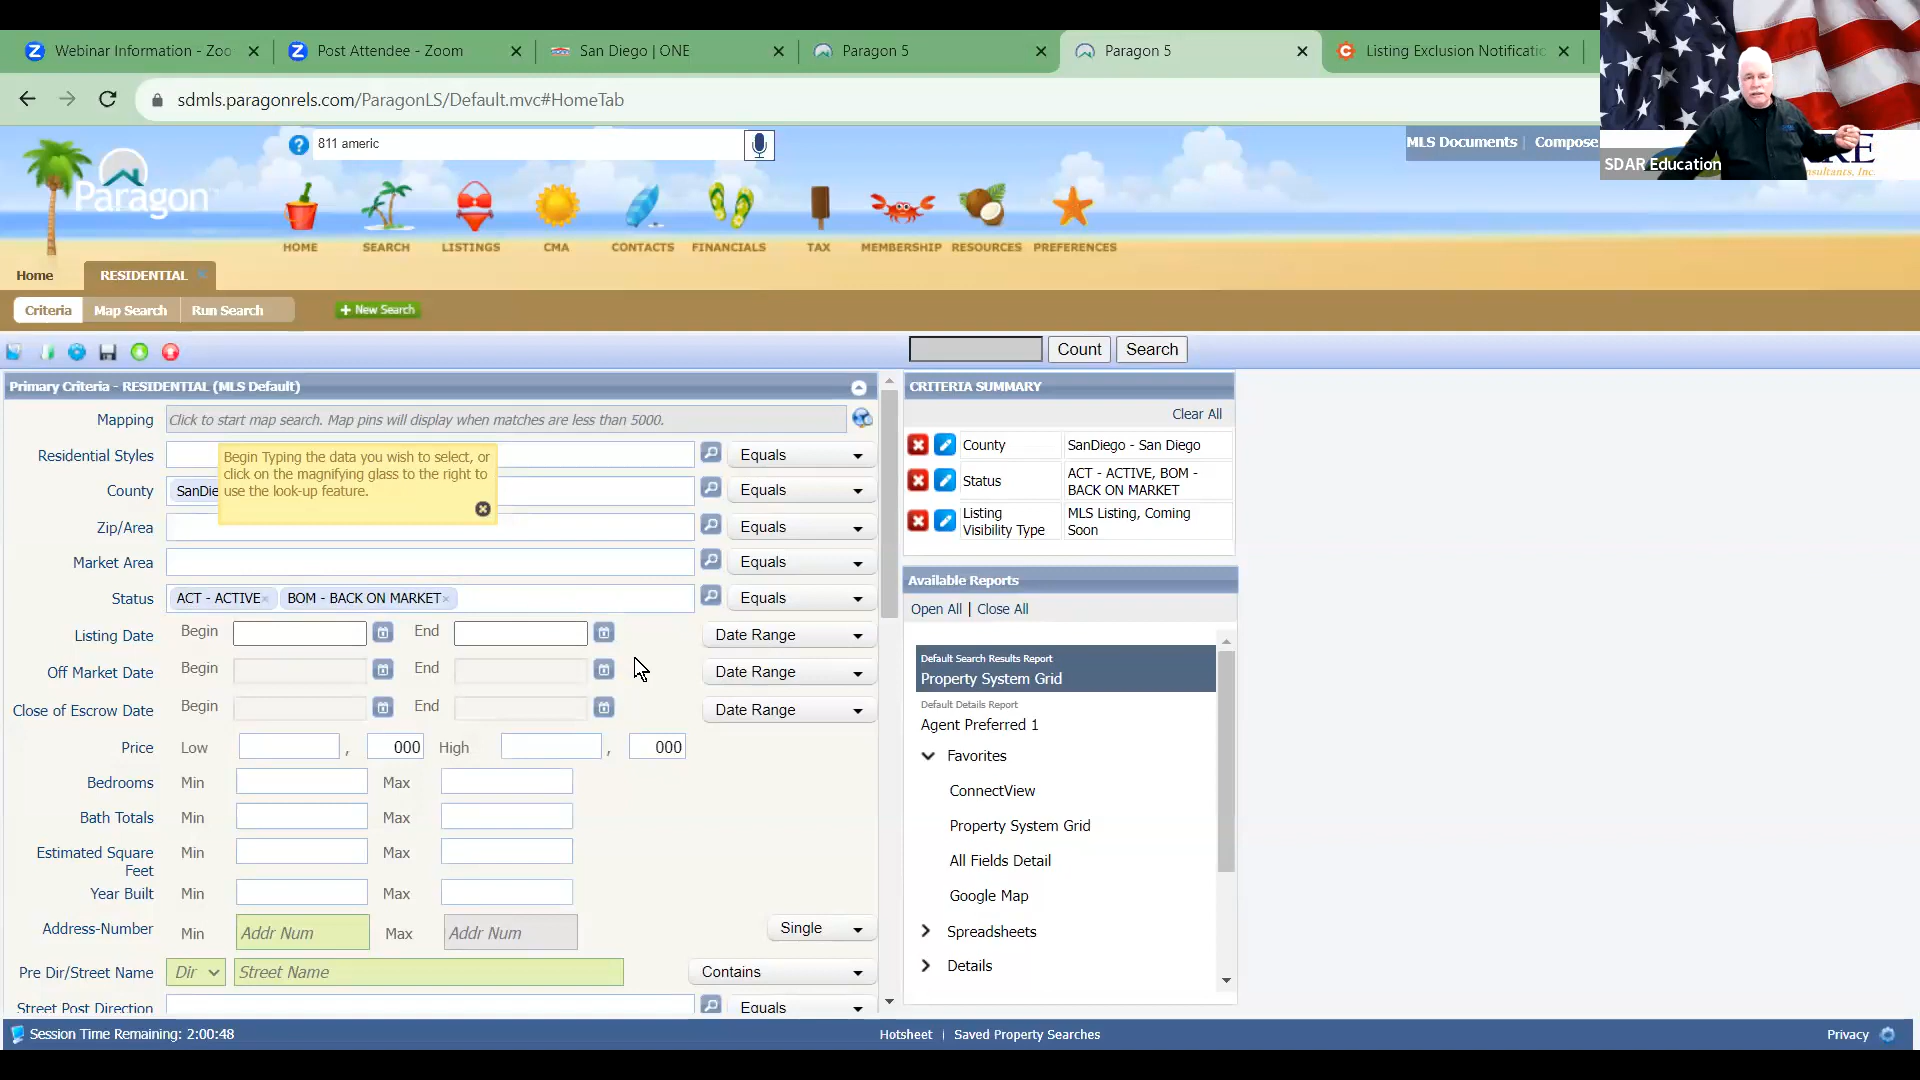 Webinar Information - Zoo
Post Attendee - Zoom
San Diego | ONE
Paragon 5
Paragon 5
Listing Exclusion Notificatio
sdmls.paragonrels.com/ParagonLS/Default.mvc#HomeTab
811 americ
MLS Documents
Compose
SDAR Education
nsultants, Inc.
Paragon
HOME
SEARCH
LISTINGS
CMA
CONTACTS
FINANCIALS
TAX
MEMBERSHIP
RESOURCES
PREFERENCES
Home
RESIDENTIAL
Criteria
Map Search
Run Search
+ New Search
Count
Search
Primary Criteria - RESIDENTIAL (MLS Default)
Mapping
Click to start map search. Map pins will display when matches are less than 5000.
Residential Styles
Equals
Begin Typing the data you wish to select, or
click on the magnifying glass to the right to
use the look-up feature.
County
SanDie
Equals
Zip/Area
Equals
Market Area
Equals
Status
ACT - ACTIVE
BOM - BACK ON MARKET
Equals
Listing Date
Begin
End
Date Range
Off Market Date
Begin
End
Date Range
Close of Escrow Date
Begin
End
Date Range
Price
Low
,
000
High
,
000
Bedrooms
Min
Max
Bath Totals
Min
Max
Estimated Square
Feet
Min
Max
Year Built
Min
Max
Address-Number
Min
Addr Num
Max
Addr Num
Single
Pre Dir/Street Name
Dir
Street Name
Contains
Street Post Direction
Equals
CRITERIA SUMMARY
Clear All
County
SanDiego - San Diego
Status
ACT - ACTIVE, BOM -
BACK ON MARKET
Listing
Visibility Type
MLS Listing, Coming
Soon
Available Reports
Open All | Close All
Default Search Results Report
Property System Grid
Default Details Report
Agent Preferred 1
Favorites
ConnectView
Property System Grid
All Fields Detail
Google Map
Spreadsheets
Details
Session Time Remaining: 2:00:48
Hotsheet | Saved Property Searches
Privacy